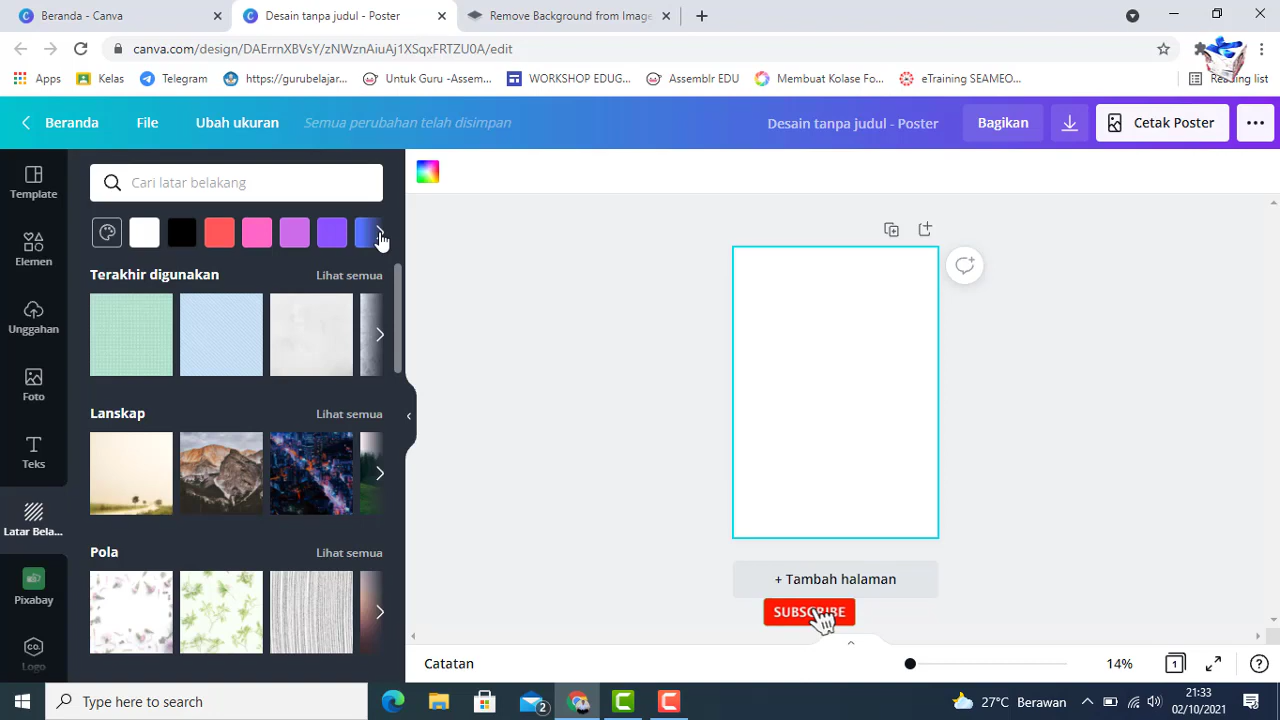 Beranda - Canva
Desain tanpa judul - Poster
Remove Background from Image
canva.com/design/DAErrnXBVsY/zNWznAiuAj1XSqxFRTZU0A/edit
Apps
Kelas
Telegram
https://gurubelajar...
Untuk Guru -Assem...
WORKSHOP EDUG...
Assemblr EDU
Membuat Kolase Fo...
eTraining SEAMEO...
Reading list
Beranda
File
Ubah ukuran
Semua perubahan telah disimpan
Desain tanpa judul - Poster
Bagikan
Cetak Poster
Template
Elemen
Unggahan
Foto
Teks
Latar Bela...
Pixabay
CO.
Logo
Cari latar belakang
Terakhir digunakan
Lihat semua
Lanskap
Lihat semua
Pola
Lihat semua
+ Tambah halaman
SUBSCRIBE
Catatan
14%
1
Type here to search
2
27°C Berawan
21:33
02/10/2021